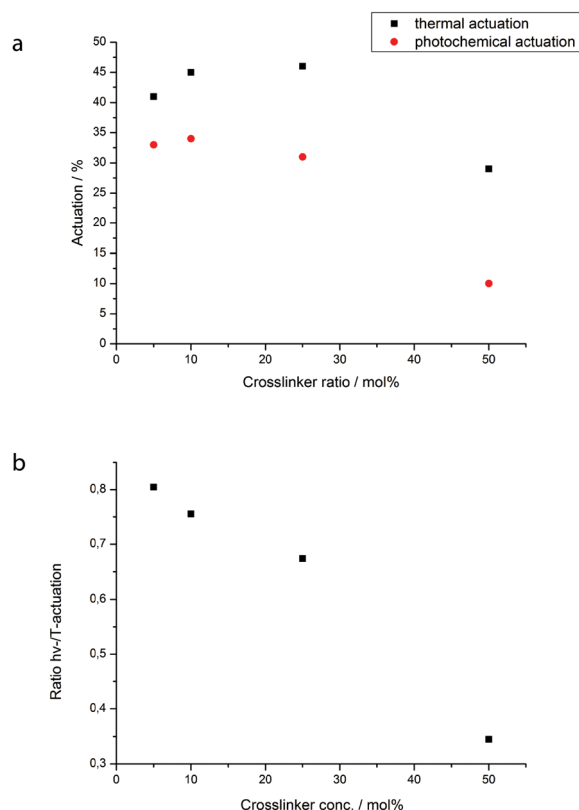 thermal actuation
photochemical actuation
a
50
45
40
35
30
25
20
15
10
5
0
Actuation / %
0 10 20 30 40 50
Crosslinker ratio / mol%
b
0,8
0,7
0,6
0,5
0,4
0,3
Ratio hv-/T-actuation
0 10 20 30 40 50
Crosslinker conc. / mol%